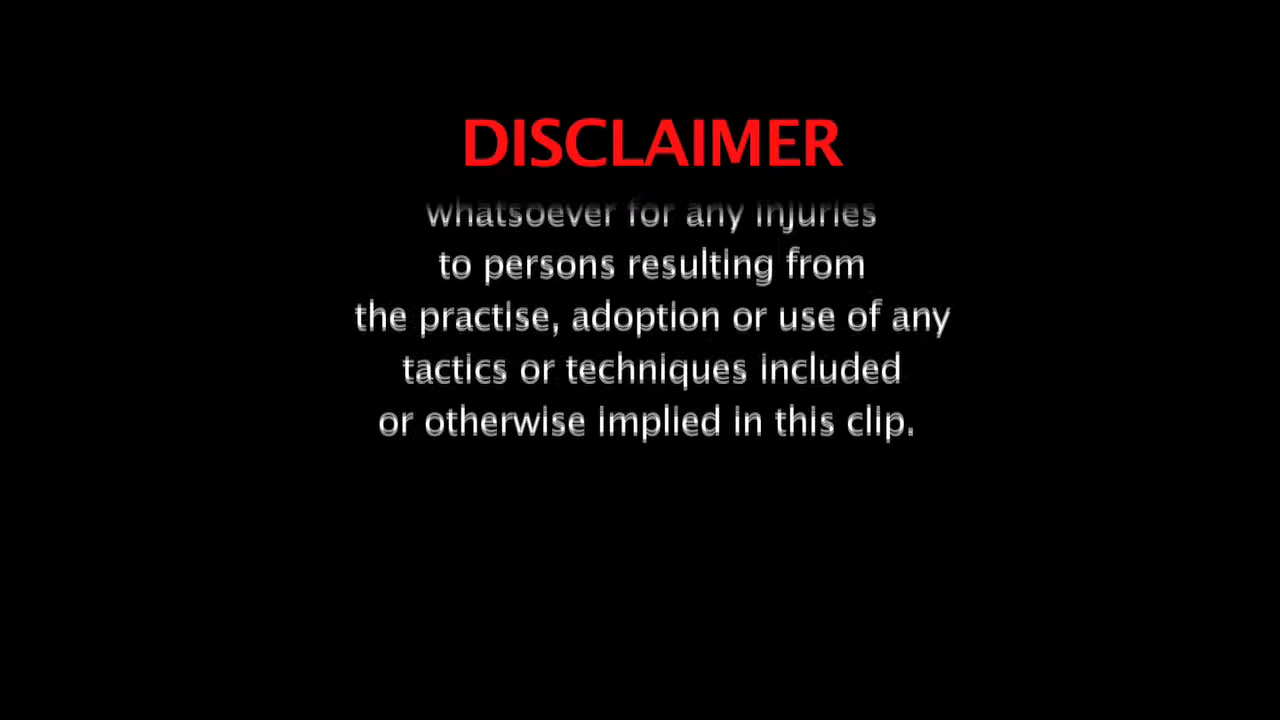 DISCLAIMER
whatsoever for any injuries
to persons resulting from
the practise, adoption or use of any
tactics or techniques included
or otherwise implied in this clip.